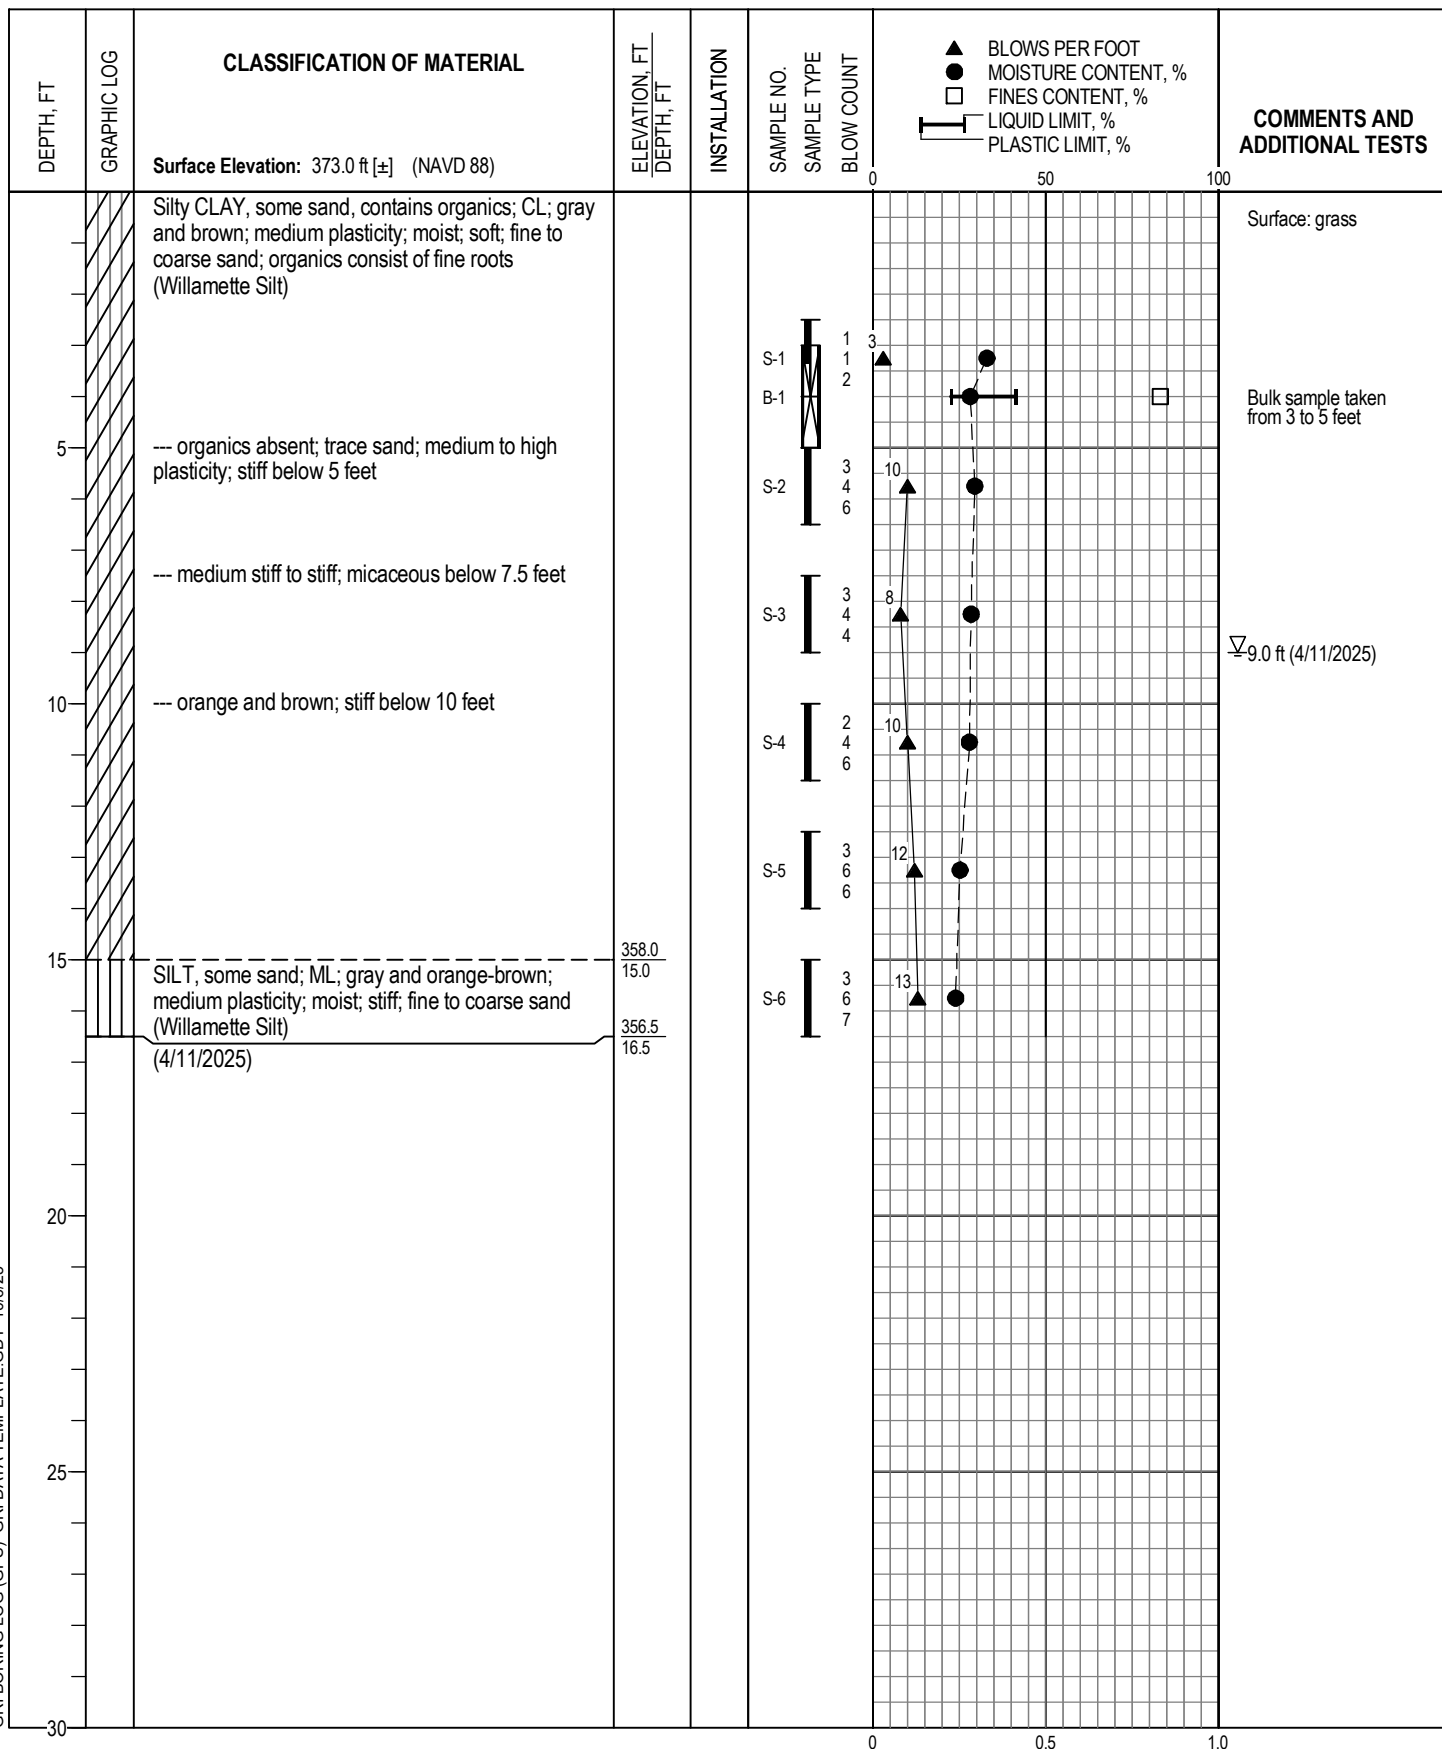 DEPTH, FT
GRAPHIC LOG
CLASSIFICATION OF MATERIAL
Surface Elevation: 373.0 ft [±] (NAVD 88)
ELEVATION, FT
DEPTH, FT
INSTALLATION
SAMPLE NO.
SAMPLE TYPE
BLOW COUNT
BLOWS PER FOOT
MOISTURE CONTENT, %
FINES CONTENT, %
LIQUID LIMIT, %
PLASTIC LIMIT, %
0 50 100
COMMENTS AND
ADDITIONAL TESTS
Silty CLAY, some sand, contains organics; CL; gray
and brown; medium plasticity; moist; soft; fine to
coarse sand; organics consist of fine roots
(Willamette Silt)
Surface: grass
S-1
1
1
2
3
B-1
Bulk sample taken
from 3 to 5 feet
5
--- organics absent; trace sand; medium to high
plasticity; stiff below 5 feet
S-2
3
4
6
10
--- medium stiff to stiff; micaceous below 7.5 feet
S-3
3
4
4
8
9.0 ft (4/11/2025)
10
--- orange and brown; stiff below 10 feet
S-4
2
4
6
10
S-5
3
6
6
12
15
358.0
15.0
SILT, some sand; ML; gray and orange-brown;
medium plasticity; moist; stiff; fine to coarse sand
(Willamette Silt)
S-6
3
6
7
13
356.5
16.5
(4/11/2025)
20
25
30
0 0.5 1.0